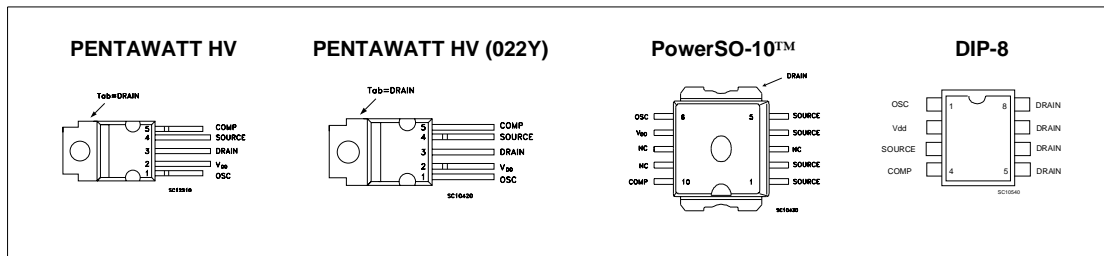 PENTAWATT HV
Tab=DRAIN
5 COMP
4 SOURCE
3 DRAIN
2 VDD
1 OSC
PENTAWATT HV (022Y)
Tab=DRAIN
5 COMP
4 SOURCE
3 DRAIN
2 VDD
1 OSC
SC10420
PowerSO-10™
DRAIN
OSC 6 5 SOURCE
VDD SOURCE
NC NC
NC SOURCE
COMP 10 1 SOURCE
DIP-8
OSC 1 8 DRAIN
Vdd DRAIN
SOURCE DRAIN
COMP 4 5 DRAIN
SC10540